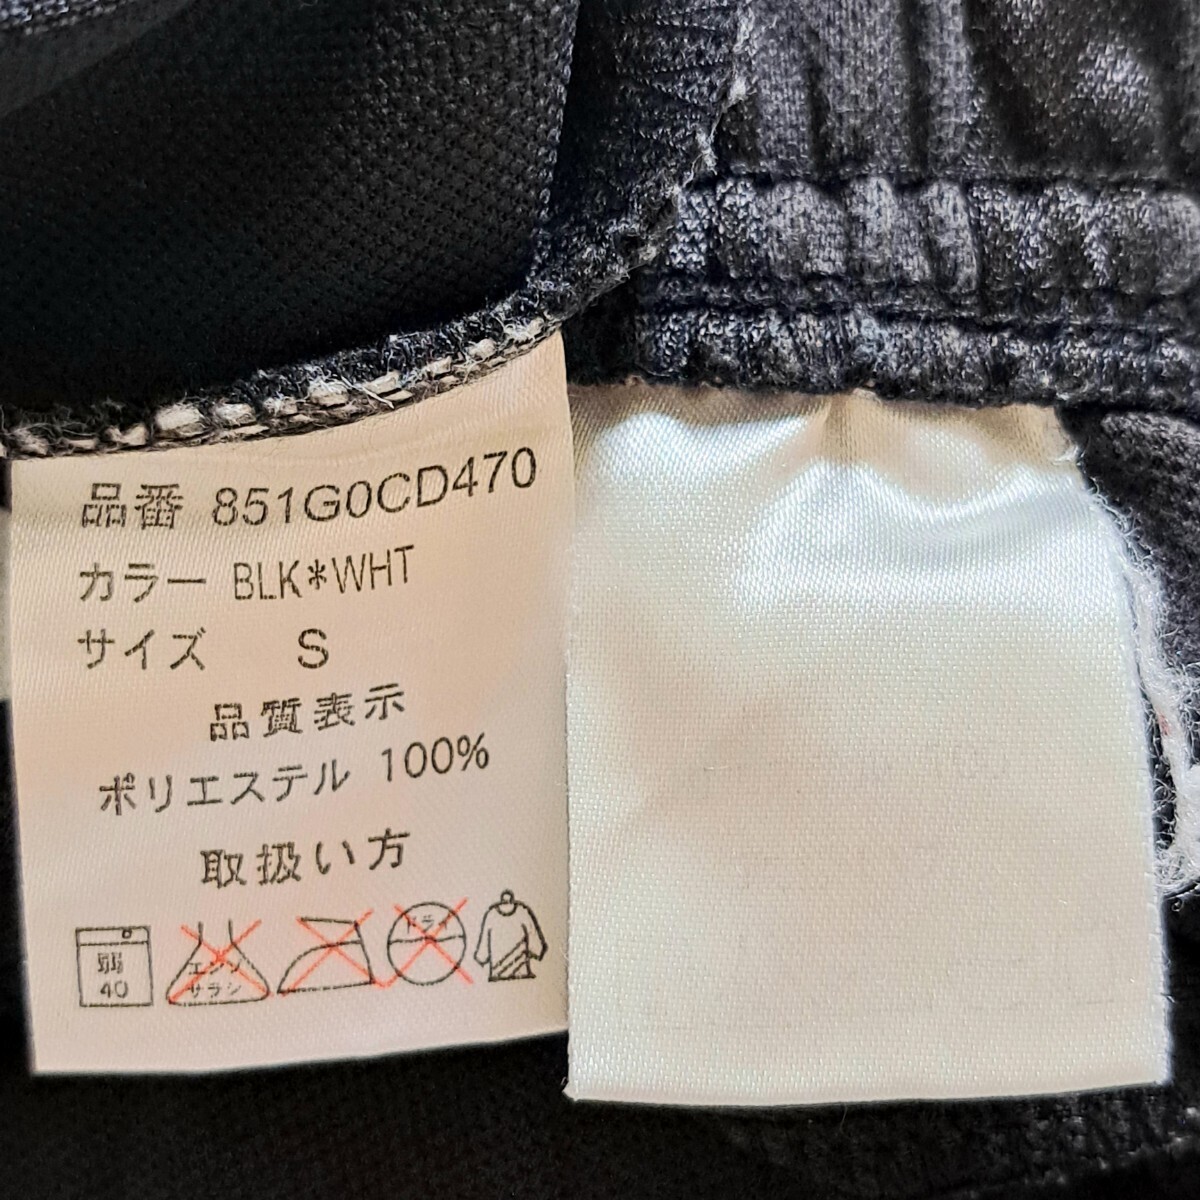 品番 851G0CD470
カラー BLK*WHT
サイズ S
品質表示
ポリエステル 100%
取扱い方
弱
40
エンソ
サラシ
ドライ